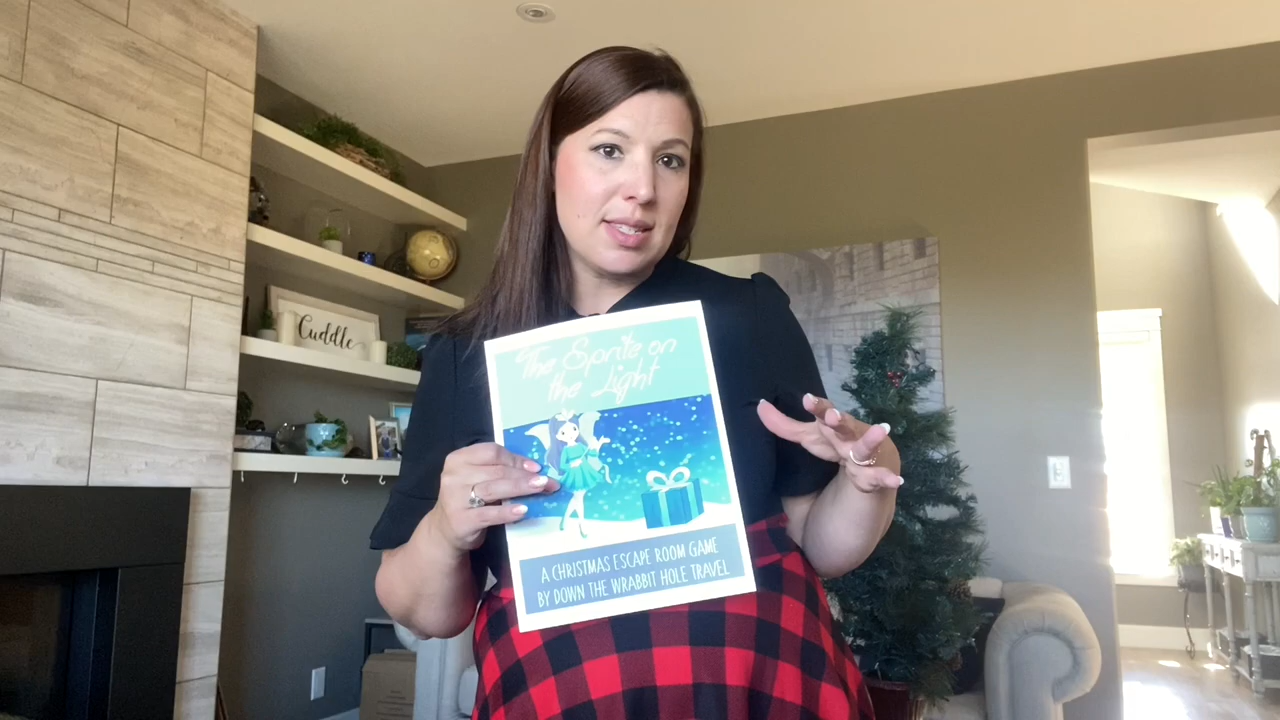 Cuddle
The Sprite on
the Light
A CHRISTMAS ESCAPE ROOM GAME
BY DOWN THE WRABBIT HOLE TRAVEL